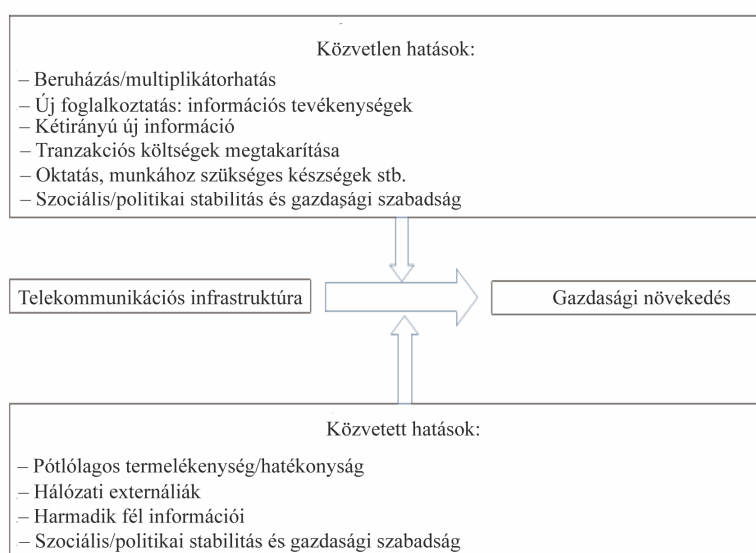 Közvetlen hatások:
– Beruházás/multiplikátorhatás
– Új foglalkoztatás: információs tevékenységek
– Kétirányú új információ
– Tranzakciós költségek megtakarítása
– Oktatás, munkához szükséges készségek stb.
– Szociális/politikai stabilitás és gazdasági szabadság
Telekommunikációs infrastruktúra
Gazdasági növekedés
Közvetett hatások:
– Pótlólagos termelékenység/hatékonyság
– Hálózati externáliák
– Harmadik fél információi
– Szociális/politikai stabilitás és gazdasági szabadság